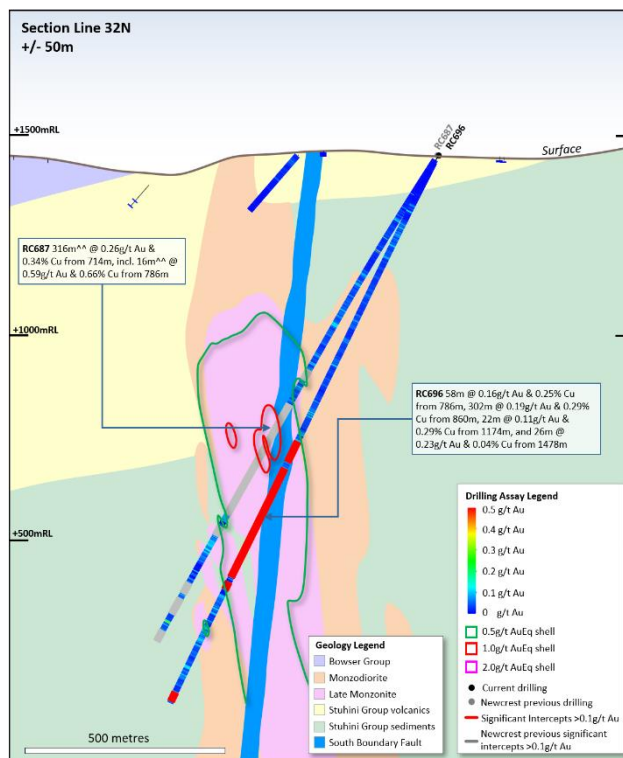 Section Line 32N
+/- 50m
RC687
RC696
+1500mRL
Surface
RC687 316m^^ @ 0.26g/t Au &
0.34% Cu from 714m, incl. 16m^^ @
0.59g/t Au & 0.66% Cu from 786m
+1000mRL
RC696 58m @ 0.16g/t Au & 0.25% Cu
from 786m, 302m @ 0.19g/t Au & 0.29%
Cu from 860m, 22m @ 0.11g/t Au &
0.29% Cu from 1174m, and 26m @
0.23g/t Au & 0.04% Cu from 1478m
+500mRL
Drilling Assay Legend
0.5 g/t Au
0.4 g/t Au
0.3 g/t Au
0.2 g/t Au
0.1 g/t Au
0 g/t Au
0.5g/t AuEq shell
1.0g/t AuEq shell
2.0g/t AuEq shell
Current drilling
Newcrest previous drilling
Significant Intercepts >0.1g/t Au
Newcrest previous significant
intercepts >0.1g/t Au
Geology Legend
Bowser Group
Monzodiorite
Late Monzonite
Stuhini Group volcanics
Stuhini Group sediments
South Boundary Fault
500 metres